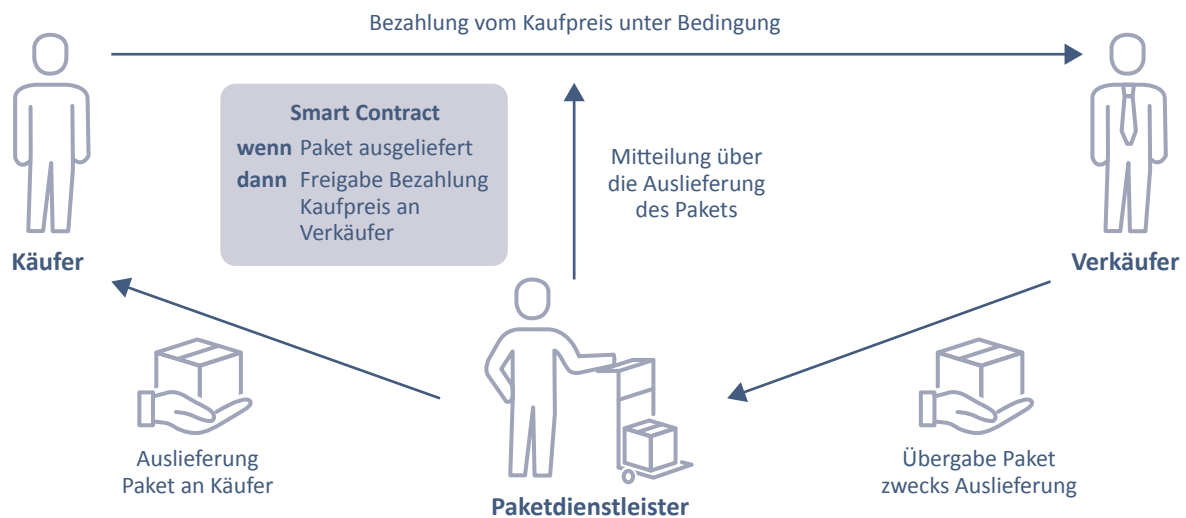 Bezahlung vom Kaufpreis unter Bedingung
Smart Contract
wenn Paket ausgeliefert
dann Freigabe Bezahlung
Kaufpreis an
Verkäufer
Mitteilung über
die Auslieferung
des Pakets
Käufer
Verkäufer
Auslieferung
Paket an Käufer
Übergabe Paket
zwecks Auslieferung
Paketdienstleister